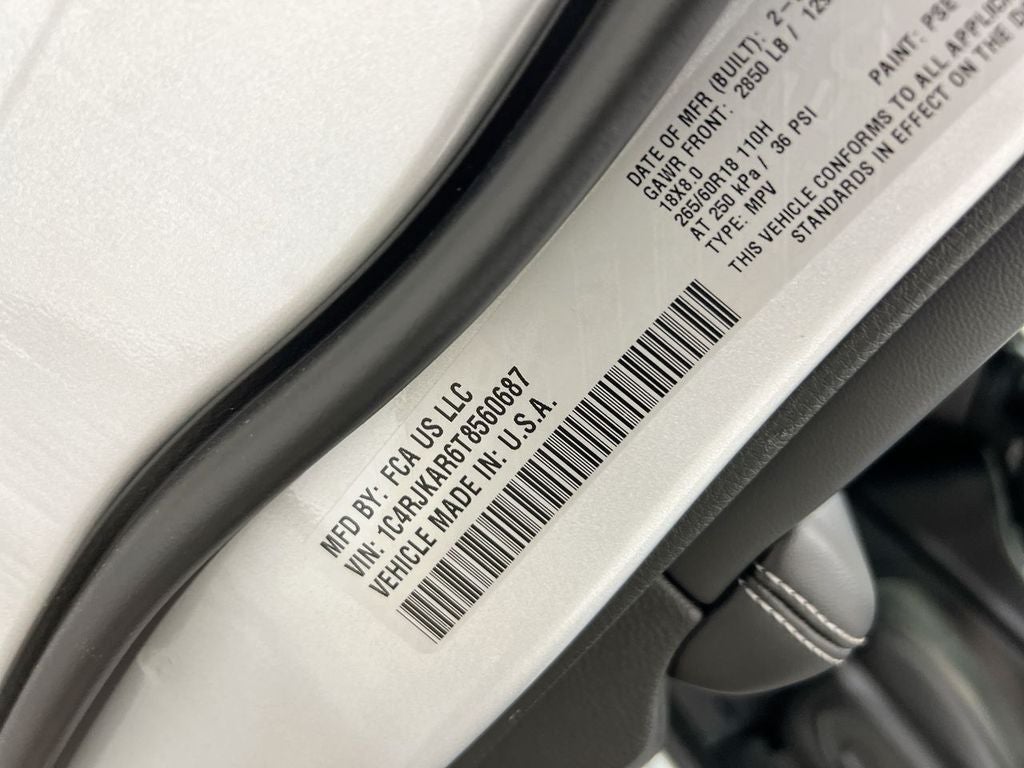 MFD BY: FCA US LLC
VIN: 1C4RJKAR6T8560687
VEHICLE MADE IN: U.S.A.
DATE OF MFR (BUILT): 2-
GAWR FRONT: 2850 LB /
18X8.0
265/60R18 110H
AT 250 kPa / 36 PSI
TYPE: MPV PAINT:
THIS VEHICLE CONFORMS TO ALL
STANDARDS IN EFFECT ON THE